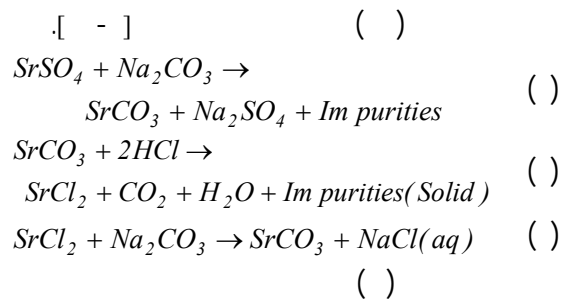 .[ - ] ( )
SrSO₄ + Na₂CO₃ →
SrCO₃ + Na₂SO₄ + Im purities ( )
SrCO₃ + 2HCl →
SrCl₂ + CO₂ + H₂O + Im purities( Solid ) ( )
SrCl₂ + Na₂CO₃ → SrCO₃ + NaCl( aq ) ( )
( )